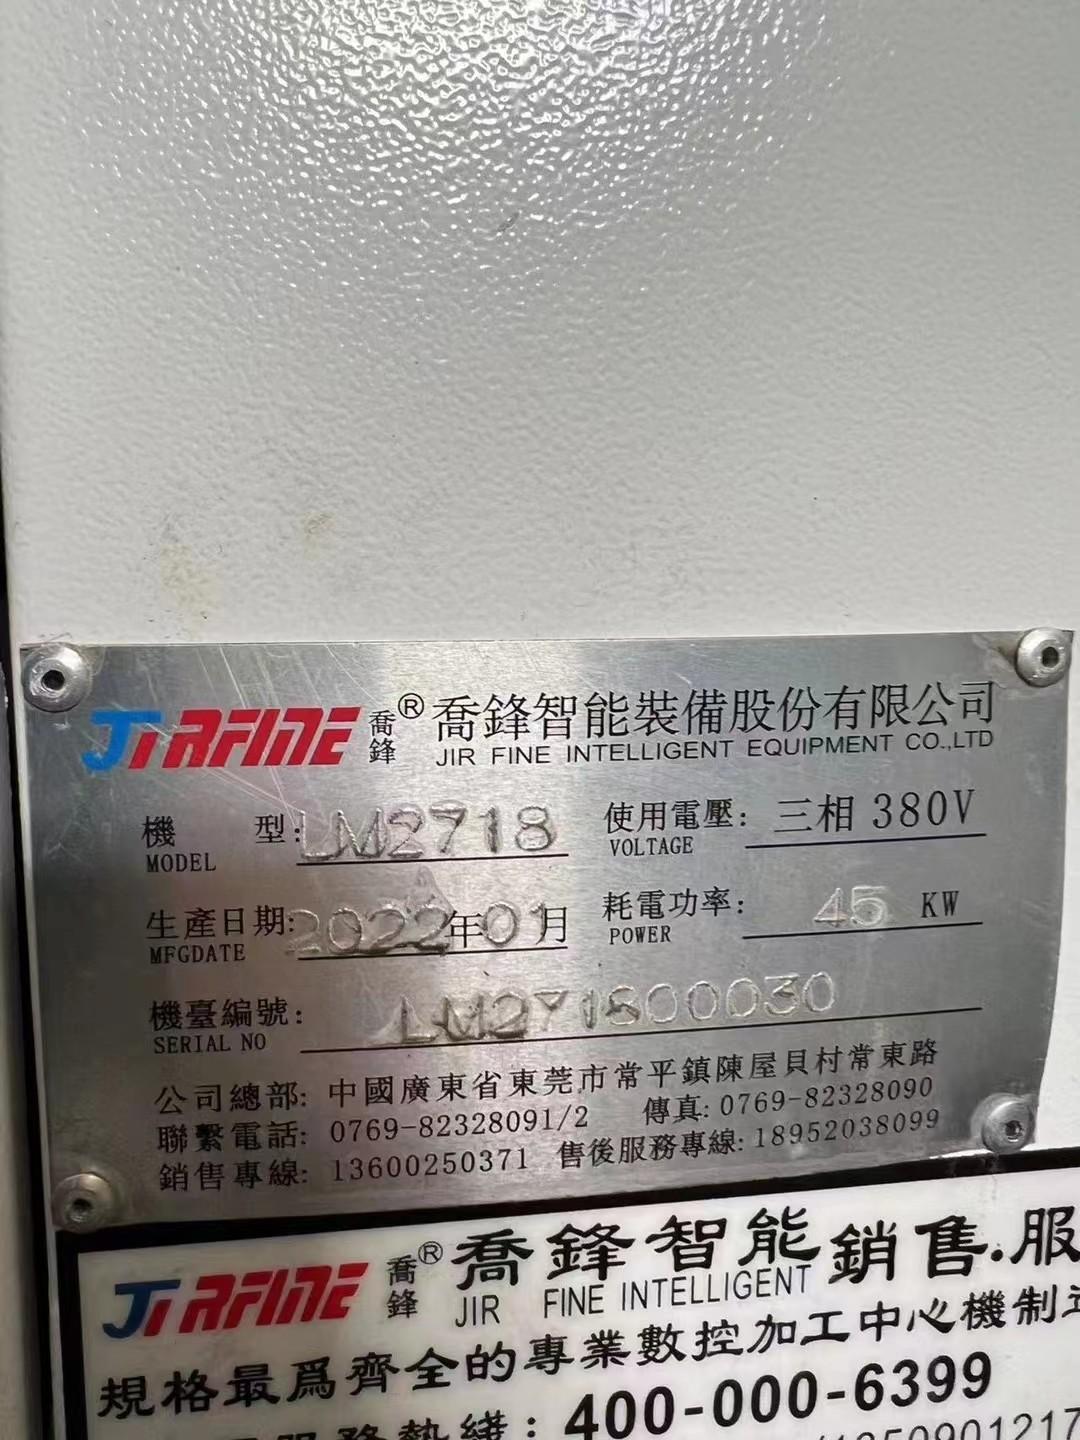 JIRFINE 喬鋒® 喬鋒智能裝備股份有限公司
JIR FINE INTELLIGENT EQUIPMENT CO.,LTD
機 型: LM2718 使用電壓: 三相 380V
MODEL VOLTAGE
生產日期: 2022年01月 耗電功率: 45 KW
MFGDATE POWER
機臺編號: LM271800030
SERIAL NO
公司總部: 中國廣東省東莞市常平鎮陳屋貝村常東路
聯繫電話: 0769-82328091/2 傳真: 0769-82328090
銷售專線: 13600250371 售後服務專線: 18952038099
JIRFINE 喬鋒® 喬鋒智能銷售.服
JIR FINE INTELLIGENT
規格最爲齊全的專業數控加工中心機制造
服務熱綫: 400-000-6399